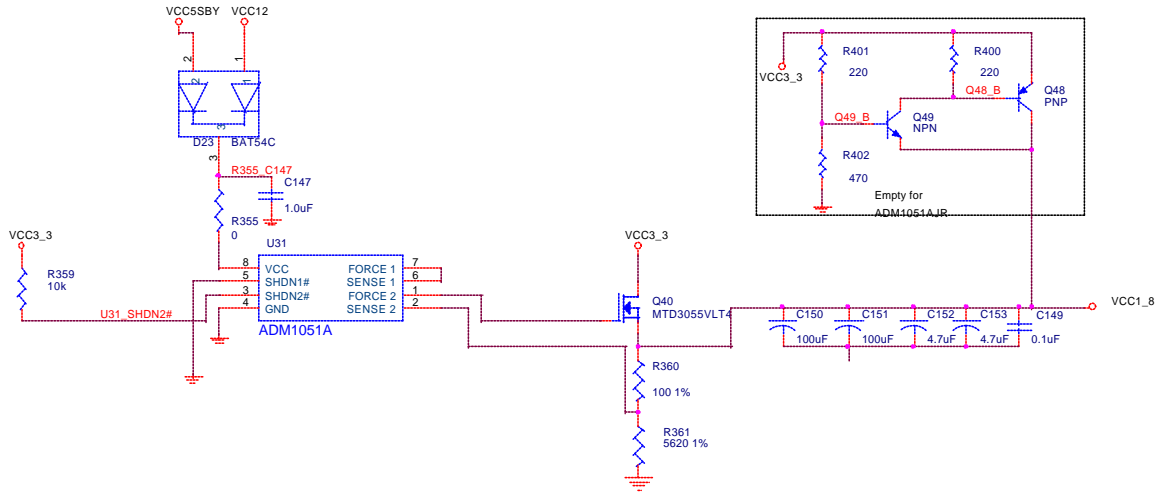 VCC5SBY VCC12
2 1
2 1
3
D23 BAT54C
3
R355_C147
C147
1.0uF
R355
0
VCC3_3
R359
10k
U31_SHDN2#
U31
8 VCC FORCE 1 7
5 SHDN1# SENSE 1 6
3 SHDN2# FORCE 2 1
4 GND SENSE 2 2
ADM1051A
VCC3_3
Q40
MTD3055VLT4
R360
100 1%
R361
5620 1%
VCC3_3
R401
220
R400
220
Q48_B
Q48
PNP
Q49_B
Q49
NPN
R402
470
Empty for
ADM1051AJR
C150
100uF
C151
100uF
C152
4.7uF
C153
4.7uF
C149
0.1uF
VCC1_8